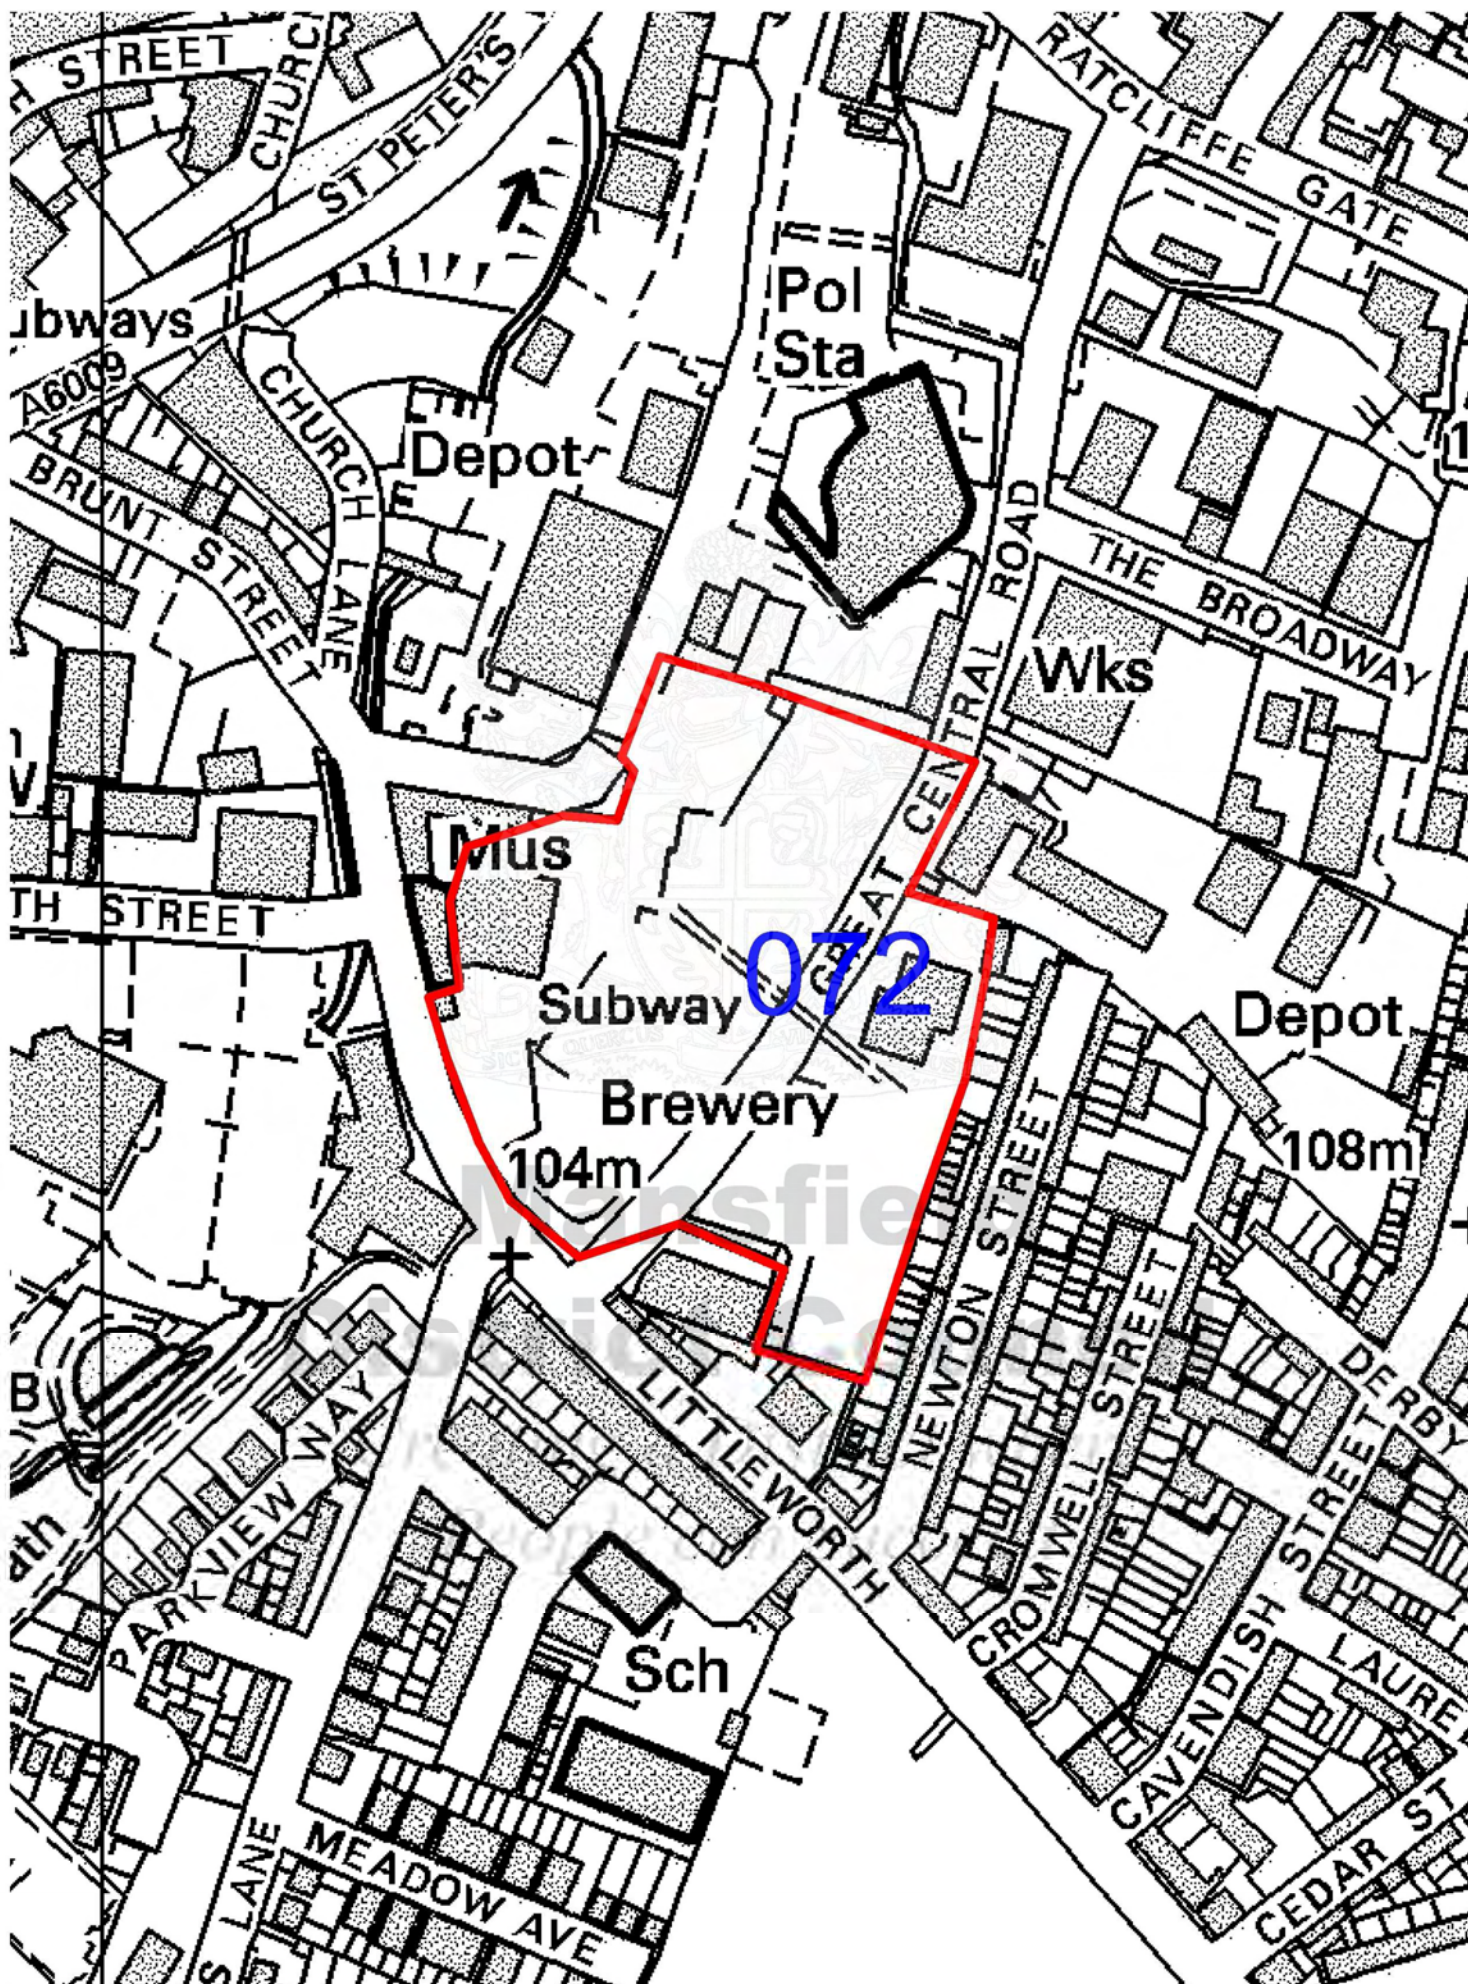 STREET
CHURCH
ST PETER'S
RATCLIFFE GATE
Pol
Sta
ubways
A6009
CHURCH LANE
Depot
BRUNT STREET
GREAT CENTRAL ROAD
THE BROADWAY
Wks
Mus
TH STREET
072
Subway
Depot
Brewery
104m
108m
Mansfield
District Council
NEWTON STREET
CROMWELL STREET
DERBY
B
LITTLEWORTH
PARKVIEW WAY
ath
CAVENDISH STREET
LAURE
Sch
MEADOW AVE
S LANE
CEDAR ST